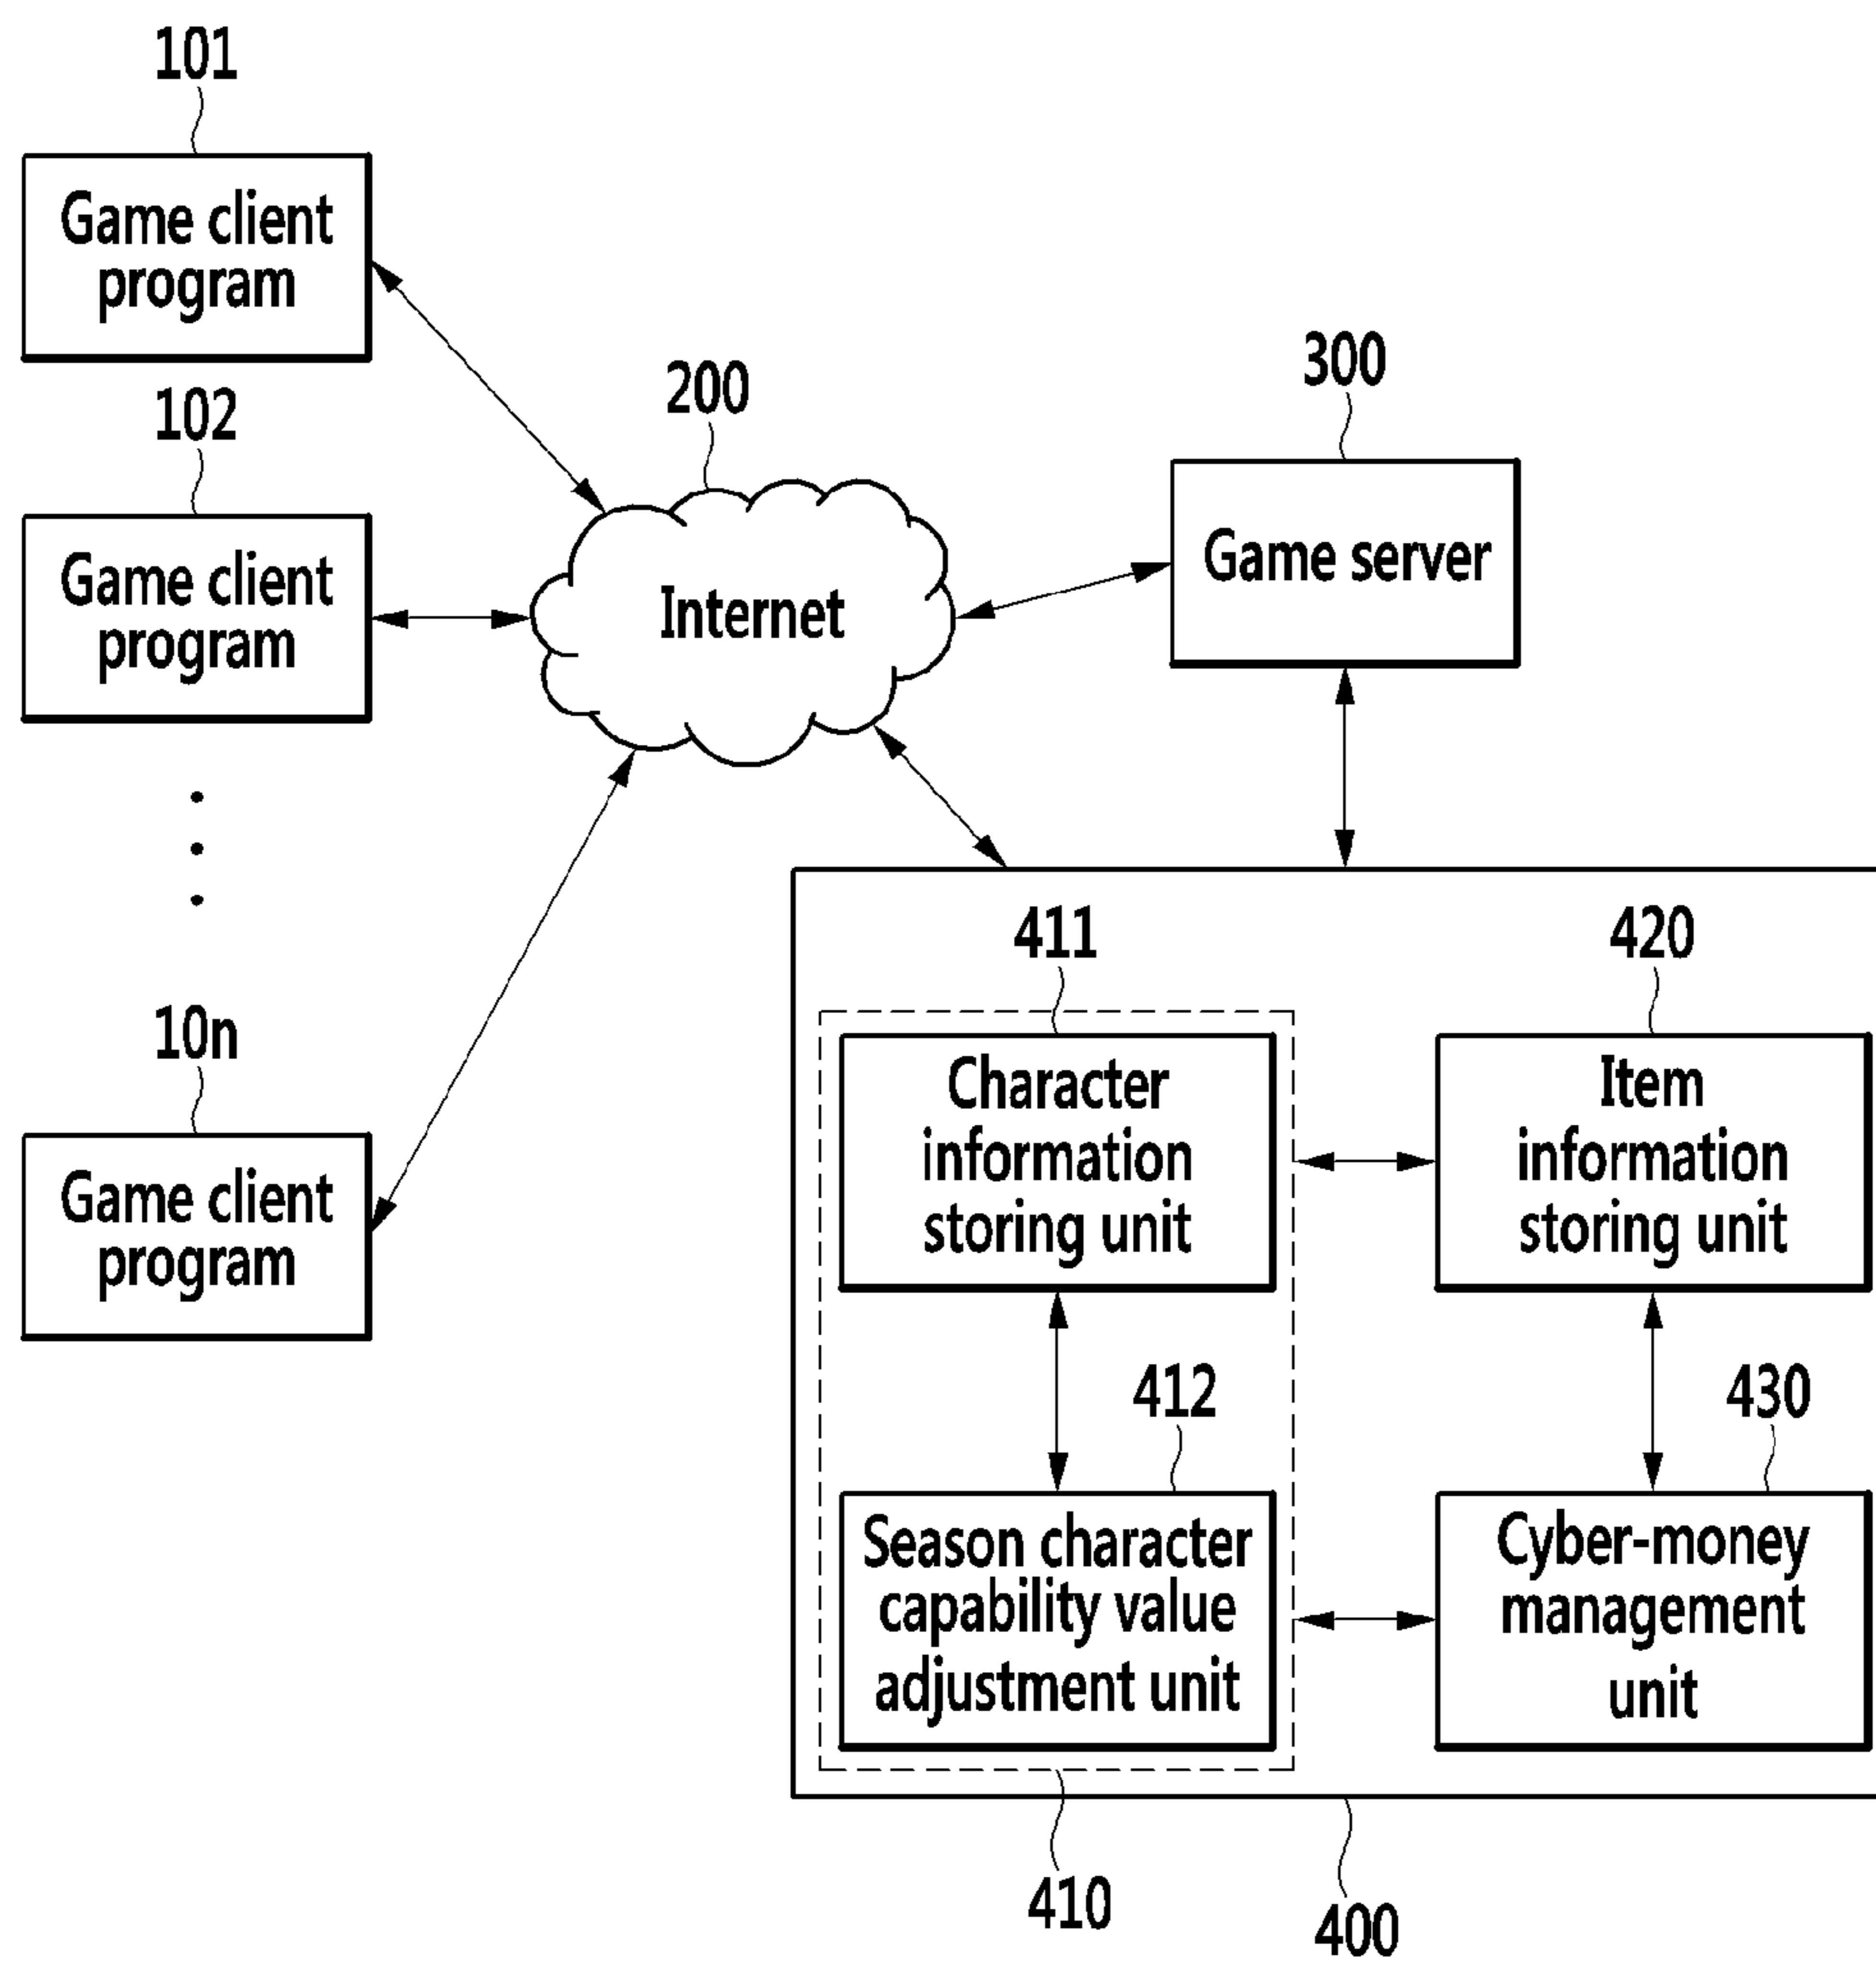 101
Game client
program
102
Game client
program
10n
Game client
program
200
Internet
300
Game server
411
Character
information
storing unit
420
Item
information
storing unit
412
Season character
capability value
adjustment unit
430
Cyber-money
management
unit
410
400